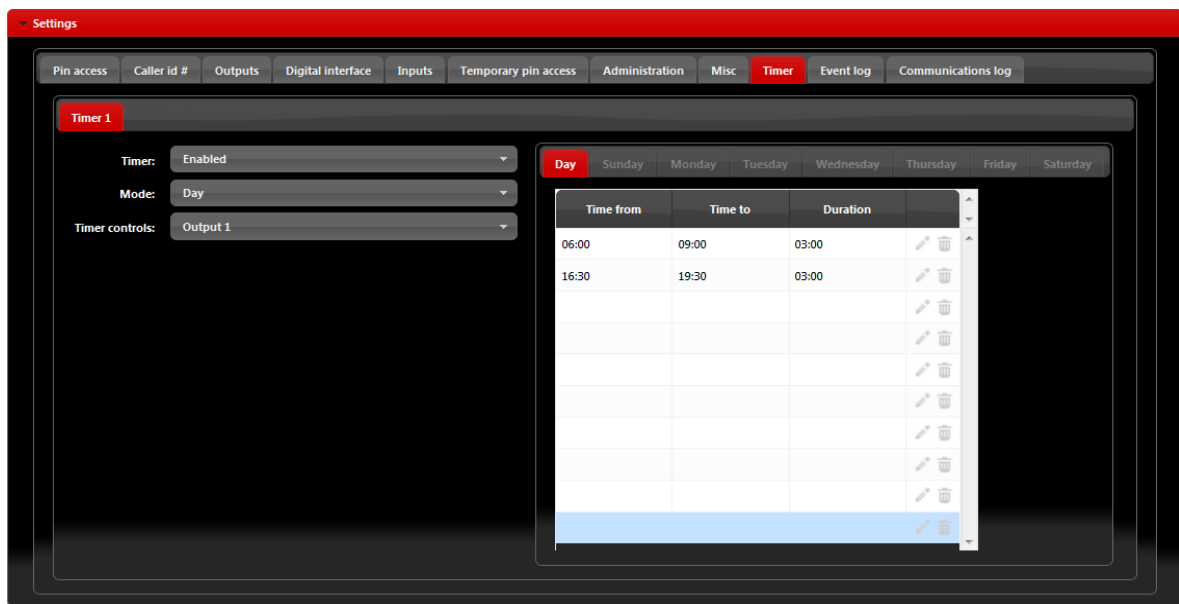 Settings
Pin access Caller id # Outputs Digital interface Inputs Temporary pin access Administration Misc Timer Event log Communications log
Timer 1
Timer: Enabled
Mode: Day
Timer controls: Output 1
Day Sunday Monday Tuesday Wednesday Thursday Friday Saturday
Time from Time to Duration
06:00 09:00 03:00
16:30 19:30 03:00